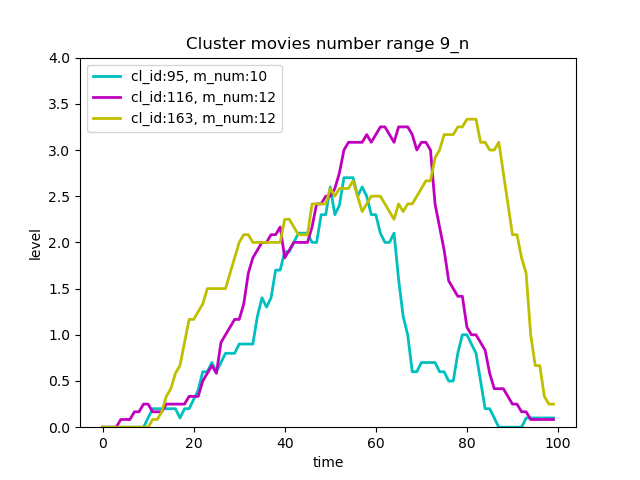 Cluster movies number range 9_n
cl_id:95, m_num:10
cl_id:116, m_num:12
cl_id:163, m_num:12
4.0
3.5
3.0
2.5
2.0
1.5
1.0
0.5
0.0
level
0 20 40 60 80 100
time